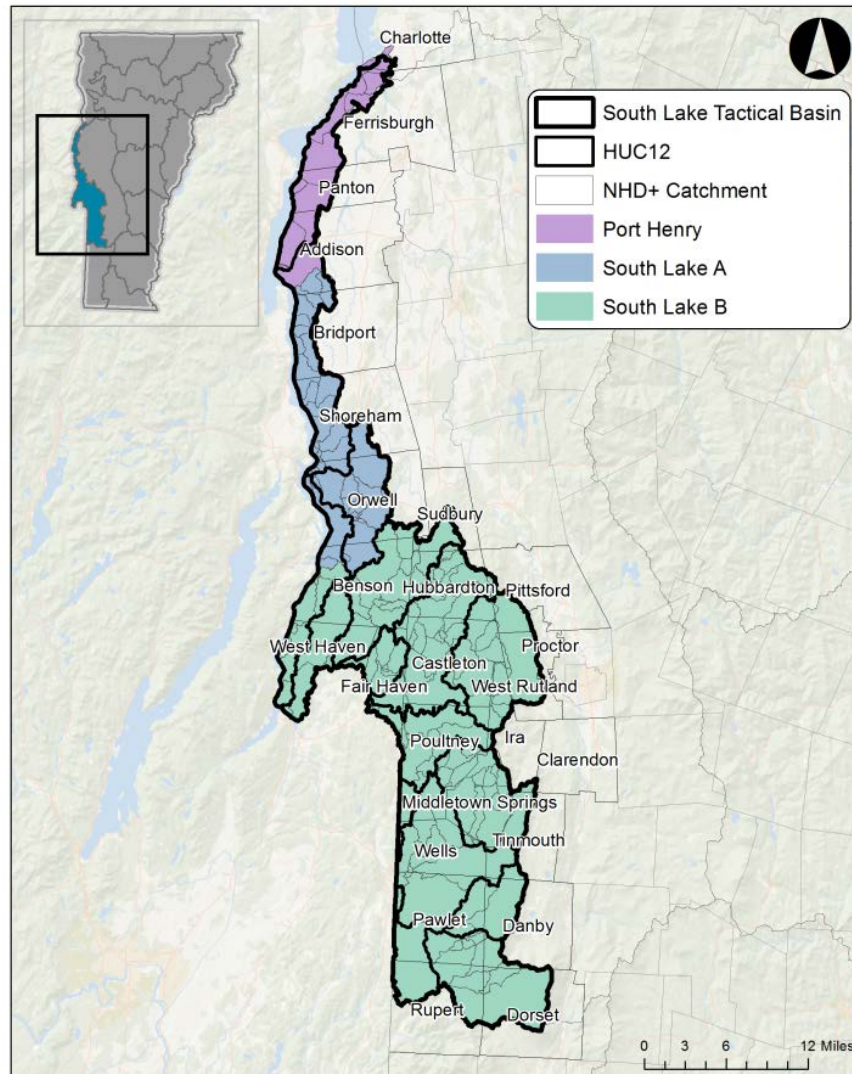 Charlotte
Ferrisburgh
Panton
Addison
Bridport
Shoreham
Orwell
Sudbury
Benson
Hubbardton
Pittsford
West Haven
Castleton
Proctor
Fair Haven
West Rutland
Poultney
Ira
Clarendon
Middletown Springs
Tinmouth
Wells
Pawlet
Danby
Rupert
Dorset
South Lake Tactical Basin
HUC12
NHD+ Catchment
Port Henry
South Lake A
South Lake B
0 3 6 12 Miles